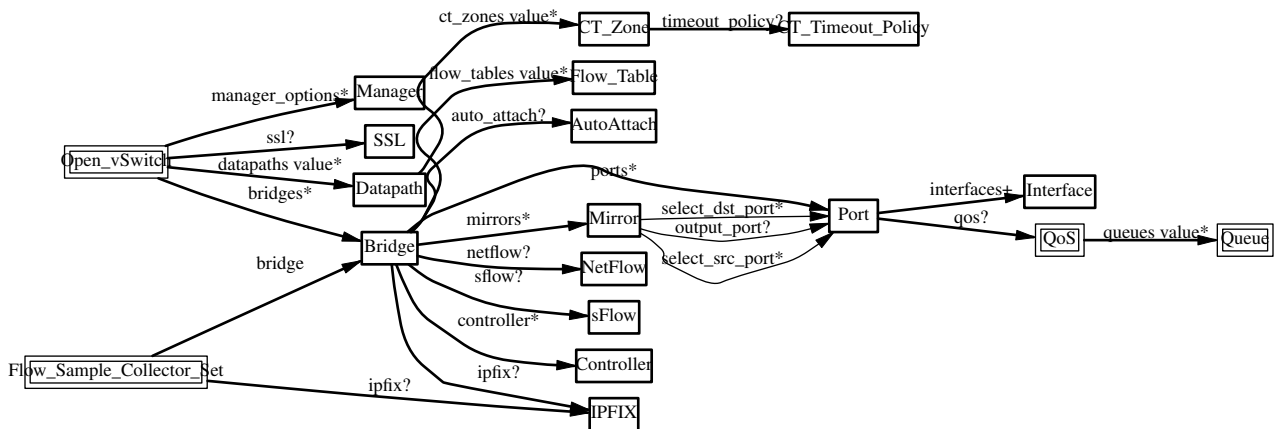 ct_zones value*
CT_Zone
timeout_policy?
CT_Timeout_Policy
flow_tables value*
Flow_Table
manager_options*
Manager
auto_attach?
AutoAttach
ssl?
SSL
Open_vSwitch
datapaths value*
Datapath
bridges*
ports*
interfaces+
Interface
mirrors*
Mirror
select_dst_port*
output_port?
select_src_port*
Port
qos?
QoS
queues value*
Queue
Bridge
bridge
netflow?
NetFlow
sflow?
sFlow
controller*
Controller
Flow_Sample_Collector_Set
ipfix?
ipfix?
IPFIX